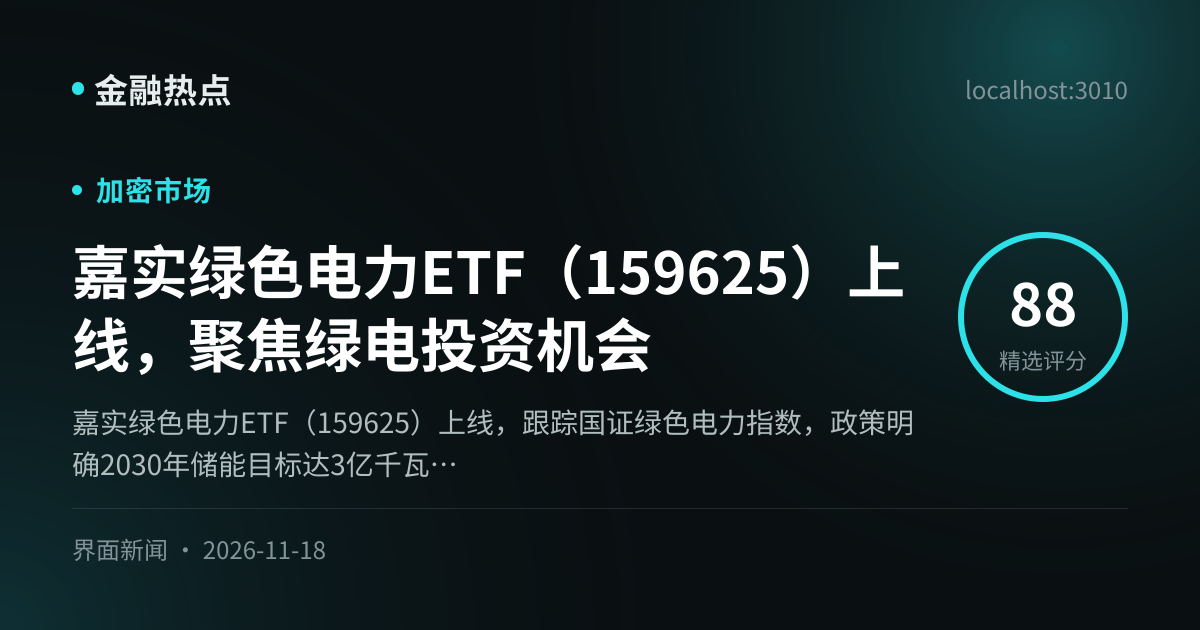 金融热点
localhost:3010
加密市场
嘉实绿色电力ETF（159625）上
线，聚焦绿电投资机会
88
精选评分
嘉实绿色电力ETF（159625）上线，跟踪国证绿色电力指数，政策明
确2030年储能目标达3亿千瓦…
界面新闻 · 2026-11-18